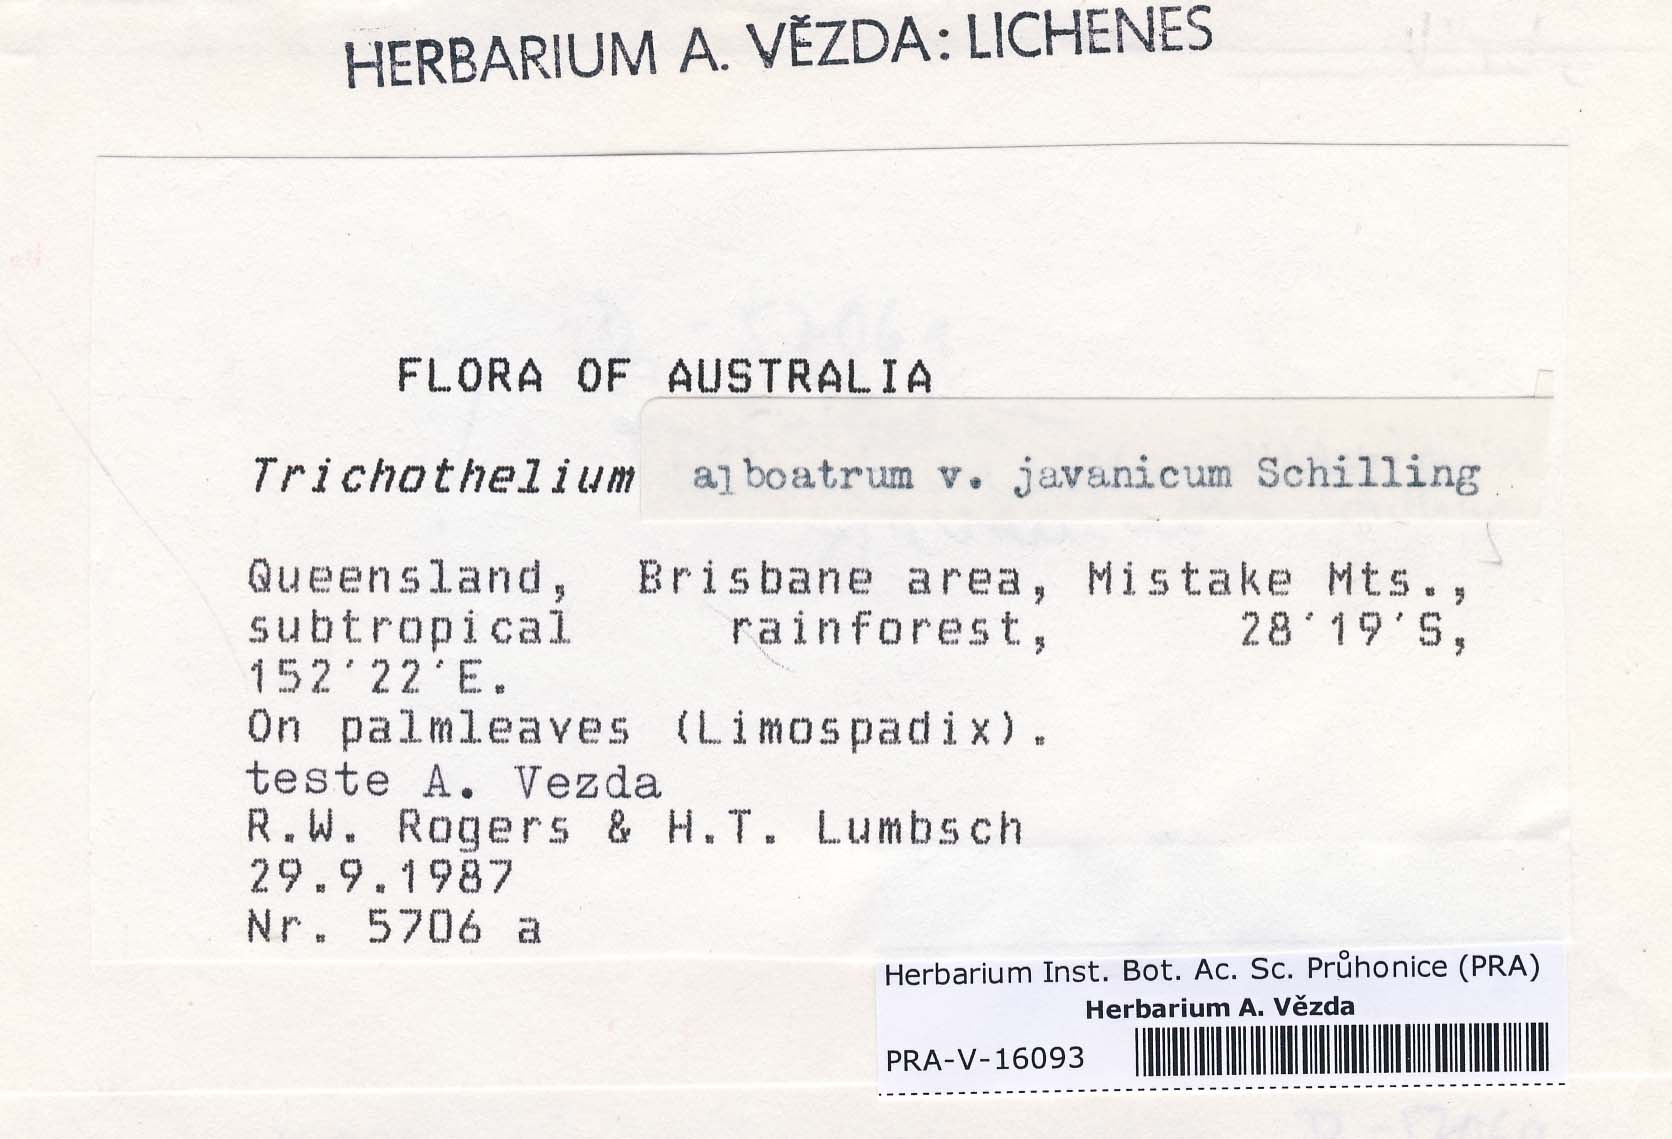 HERBARIUM A. VĚZDA: LICHENES
FLORA OF AUSTRALIA
Trichothelium alboatrum v. javanicum Schilling
Queensland, Brisbane area, Mistake Mts.,
subtropical rainforest, 28'19'S,
152'22'E.
On palmleaves (Limospadix).
teste A. Vezda
R.W. Rogers & H.T. Lumbsch
29.9.1987
Nr. 5706 a
Herbarium Inst. Bot. Ac. Sc. Průhonice (PRA)
Herbarium A. Vězda
PRA-V-16093